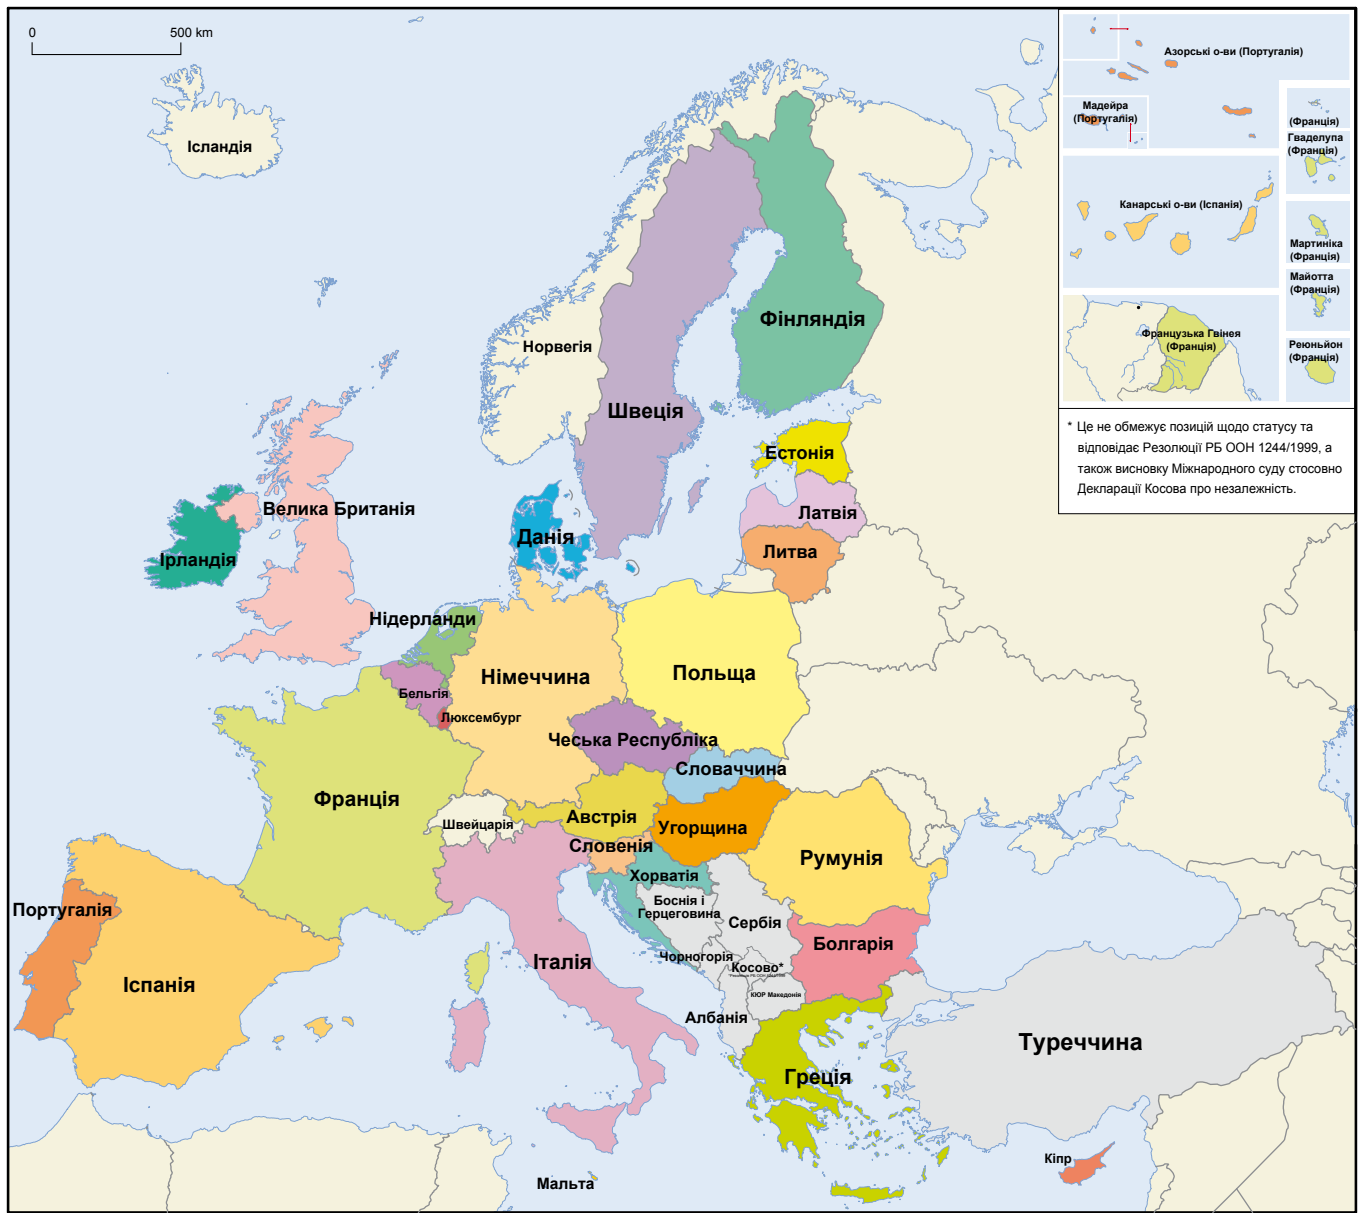 0 500 km
Азорські о-ви (Португалія)
Мадейра
(Португалія)
(Франція)
Гваделупа
(Франція)
Канарські о-ви (Іспанія)
Мартиніка
(Франція)
Майотта
(Франція)
Французька Гвінея
(Франція)
Реюньйон
(Франція)
* Це не обмежує позицій щодо статусу та
відповідає Резолюції РБ ООН 1244/1999, а
також висновку Міжнародного суду стосовно
Декларації Косова про незалежність.
Ісландія
Фінляндія
Норвегія
Швеція
Естонія
Велика Британія
Латвія
Данія
Литва
Ірландія
Нідерланди
Польща
Німеччина
Бельгія
Люксембург
Чеська Республіка
Словаччина
Франція
Австрія
Швейцарія
Угорщина
Словенія
Румунія
Хорватія
Боснія і
Герцеговина
Португалія
Сербія
Болгарія
Чорногорія
Італія
Косово*
Іспанія
КЮР Македонія
Албанія
Туреччина
Греція
Кіпр
Мальта